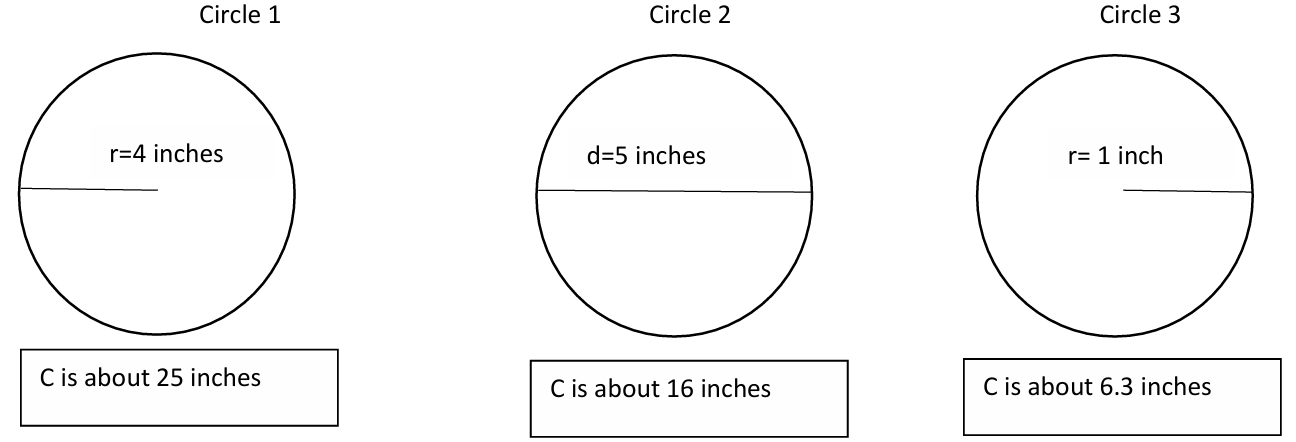 Circle 1
Circle 2
Circle 3
r=4 inches
d=5 inches
r= 1 inch
C is about 25 inches
C is about 16 inches
C is about 6.3 inches